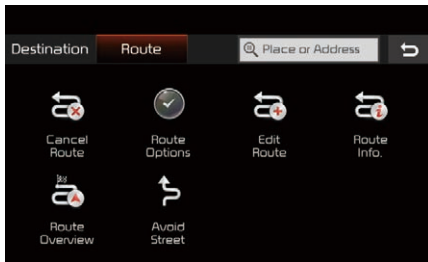 Destination Route Place or Address
Cancel Route Edit Route
Route Options Route Info.
Route Avoid
Overview Street